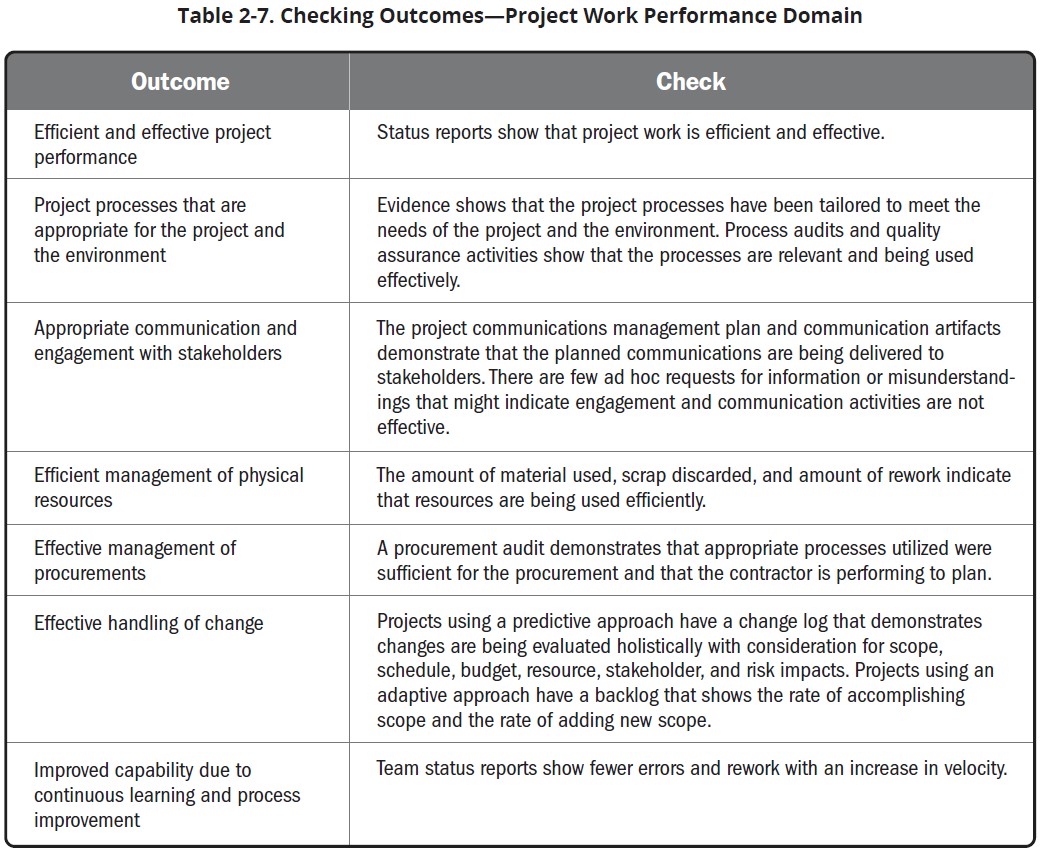 Table 2-7. Checking Outcomes—Project Work Performance Domain
Outcome
Check
Efficient and effective project
performance
Status reports show that project work is efficient and effective.
Project processes that are
appropriate for the project and
the environment
Evidence shows that the project processes have been tailored to meet the
needs of the project and the environment. Process audits and quality
assurance activities show that the processes are relevant and being used
effectively.
Appropriate communication and
engagement with stakeholders
The project communications management plan and communication artifacts
demonstrate that the planned communications are being delivered to
stakeholders. There are few ad hoc requests for information or misunderstand-
ings that might indicate engagement and communication activities are not
effective.
Efficient management of physical
resources
The amount of material used, scrap discarded, and amount of rework indicate
that resources are being used efficiently.
Effective management of
procurements
A procurement audit demonstrates that appropriate processes utilized were
sufficient for the procurement and that the contractor is performing to plan.
Effective handling of change
Projects using a predictive approach have a change log that demonstrates
changes are being evaluated holistically with consideration for scope,
schedule, budget, resource, stakeholder, and risk impacts. Projects using an
adaptive approach have a backlog that shows the rate of accomplishing
scope and the rate of adding new scope.
Improved capability due to
continuous learning and process
improvement
Team status reports show fewer errors and rework with an increase in velocity.